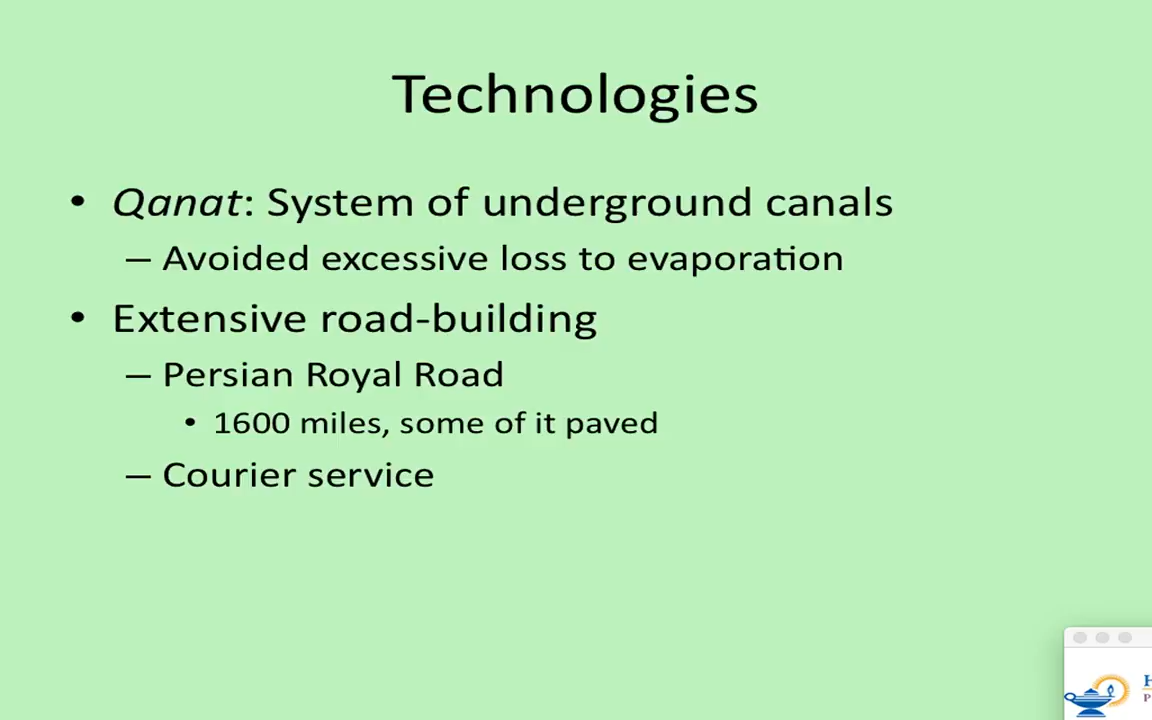 Technologies
• Qanat: System of underground canals
– Avoided excessive loss to evaporation
• Extensive road-building
– Persian Royal Road
• 1600 miles, some of it paved
– Courier service
H
P